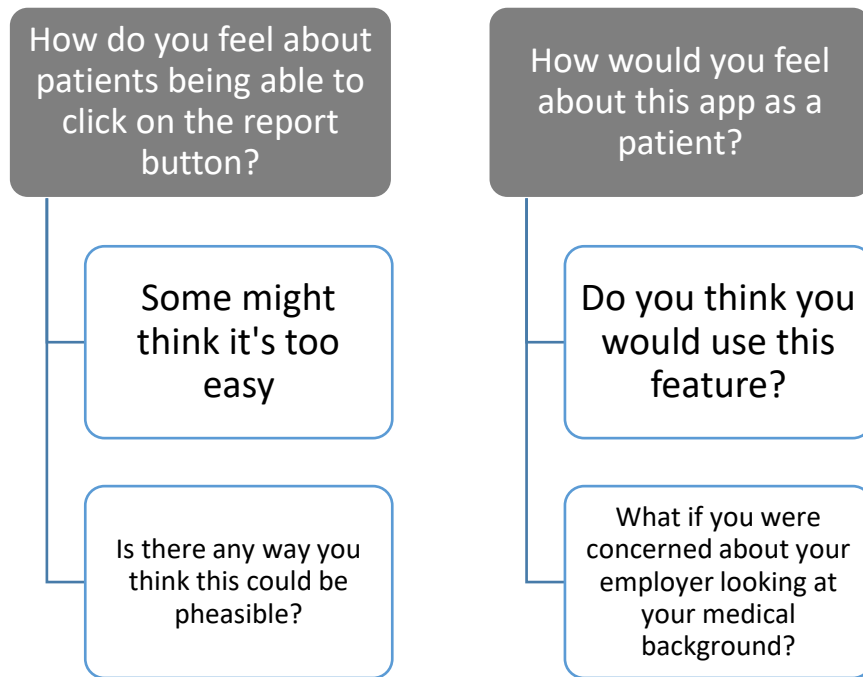 How do you feel about
patients being able to
click on the report
button?
Some might
think it's too
easy
Is there any way you
think this could be
pheasible?
How would you feel
about this app as a
patient?
Do you think you
would use this
feature?
What if you were
concerned about your
employer looking at
your medical
background?